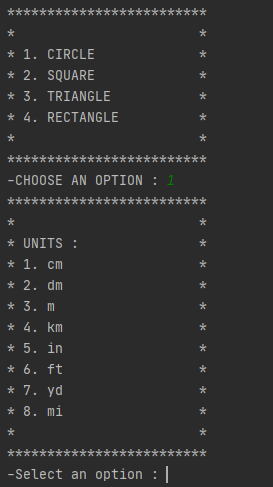 *************************
*                       *
* 1. CIRCLE             *
* 2. SQUARE             *
* 3. TRIANGLE           *
* 4. RECTANGLE          *
*                       *
*************************
-CHOOSE AN OPTION : 1
*************************
*                       *
* UNITS :               *
* 1. cm                 *
* 2. dm                 *
* 3. m                  *
* 4. km                 *
* 5. in                 *
* 6. ft                 *
* 7. yd                 *
* 8. mi                 *
*                       *
*************************
-Select an option :